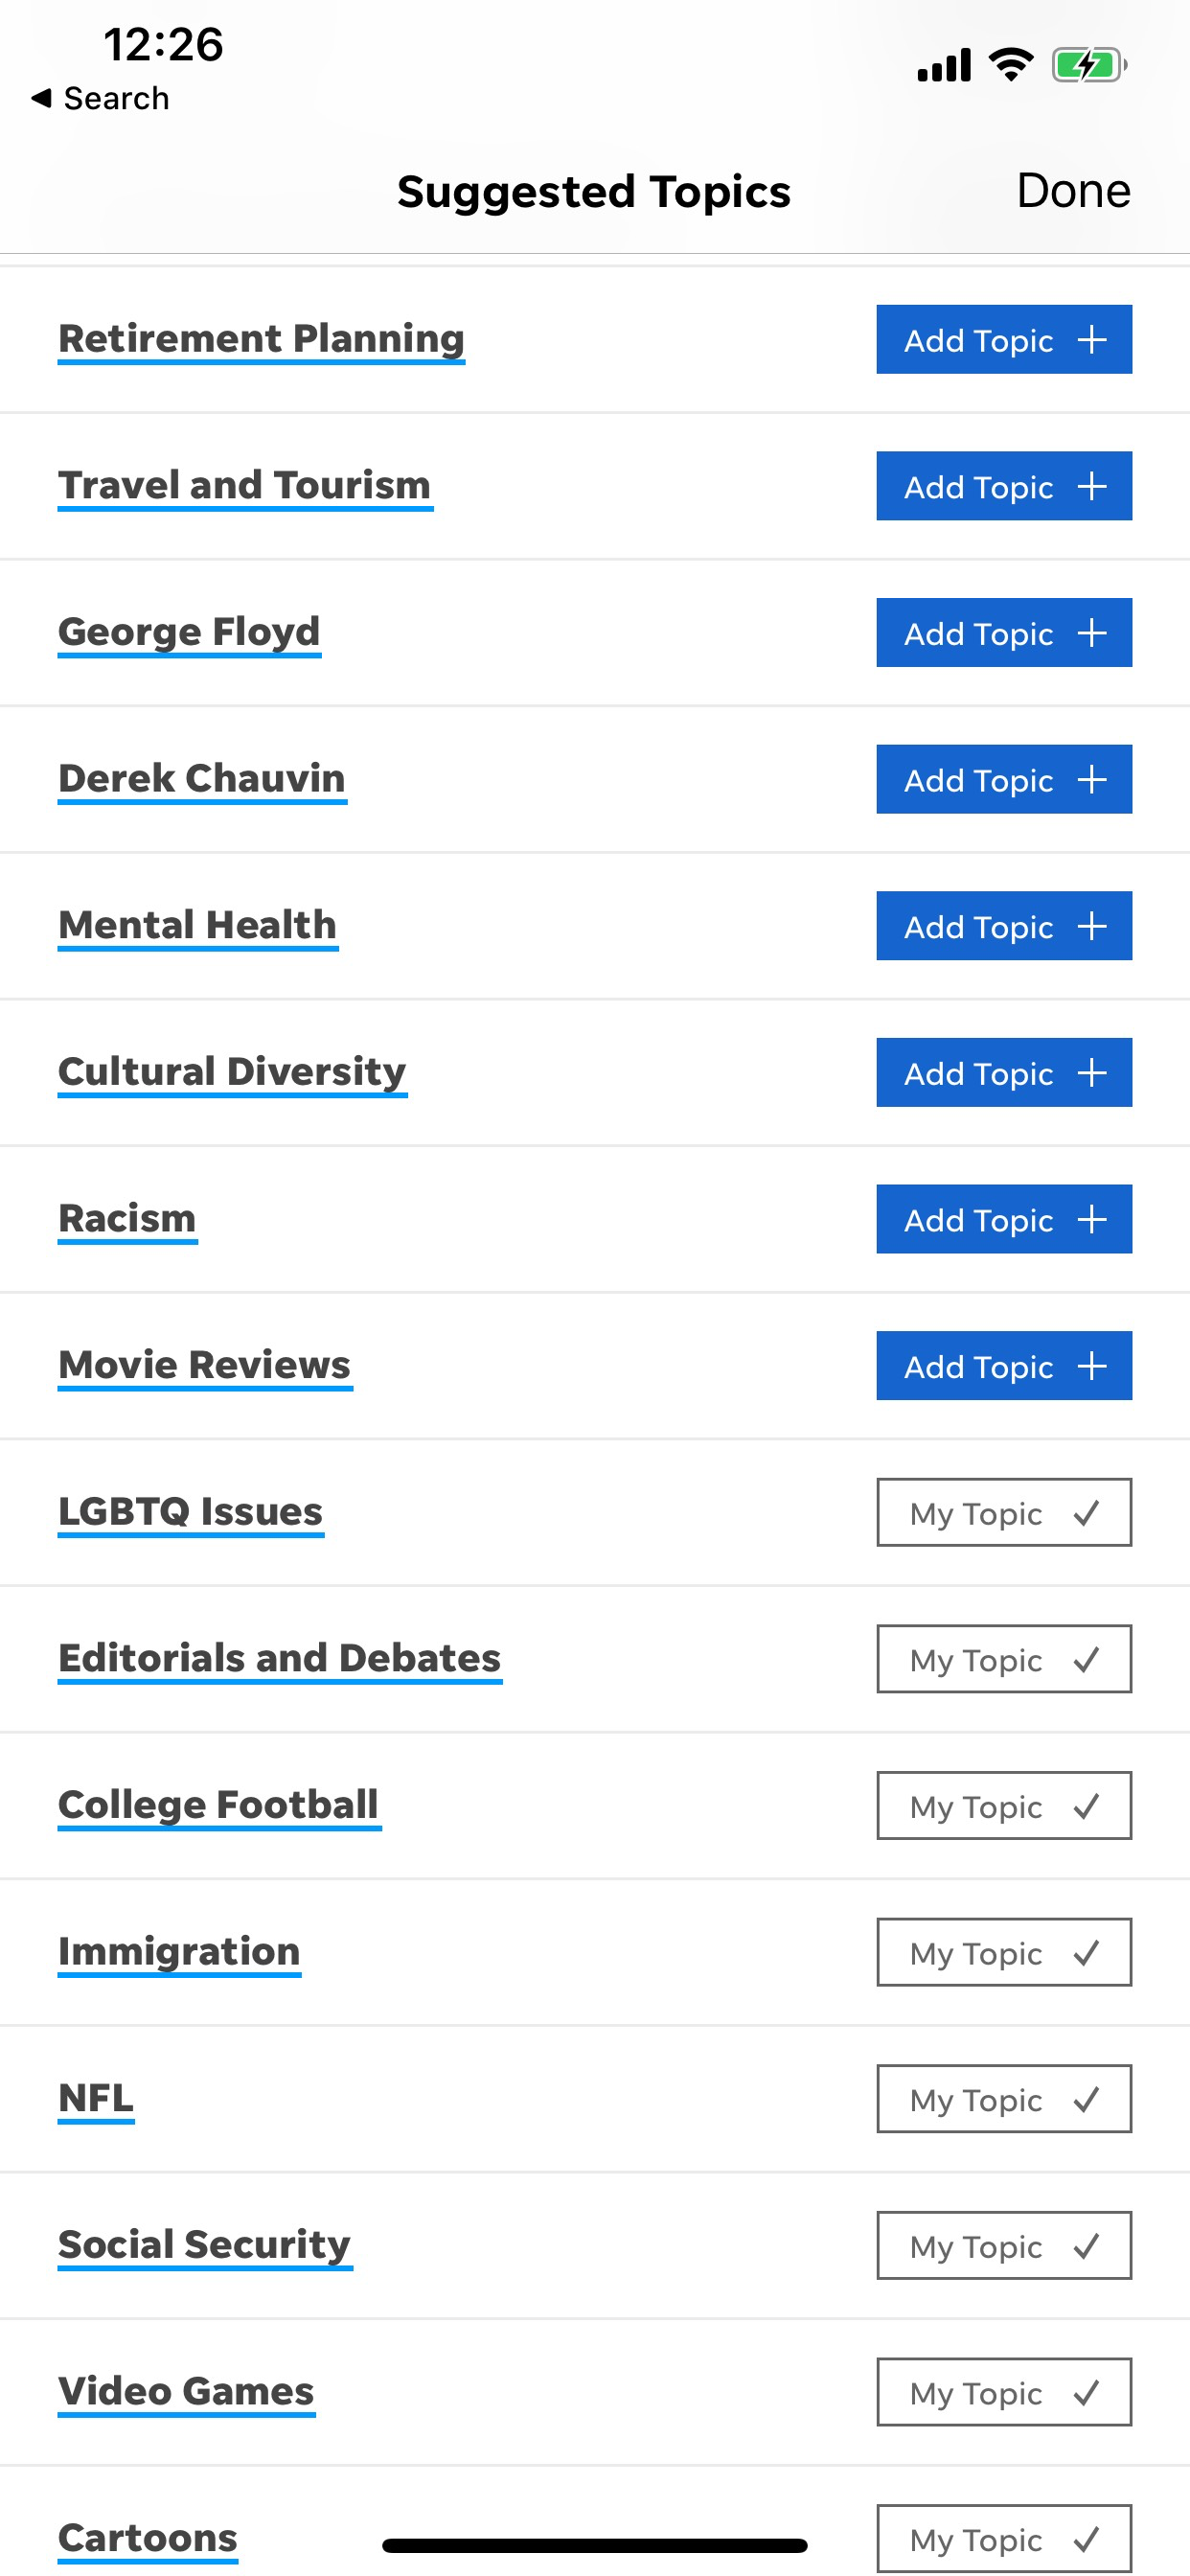 12:26
Search
Suggested Topics Done
Retirement Planning Add Topic +
Travel and Tourism Add Topic +
George Floyd Add Topic +
Derek Chauvin Add Topic +
Mental Health Add Topic +
Cultural Diversity Add Topic +
Racism Add Topic +
Movie Reviews Add Topic +
LGBTQ Issues My Topic ✓
Editorials and Debates My Topic ✓
College Football My Topic ✓
Immigration My Topic ✓
NFL My Topic ✓
Social Security My Topic ✓
Video Games My Topic ✓
Cartoons My Topic ✓